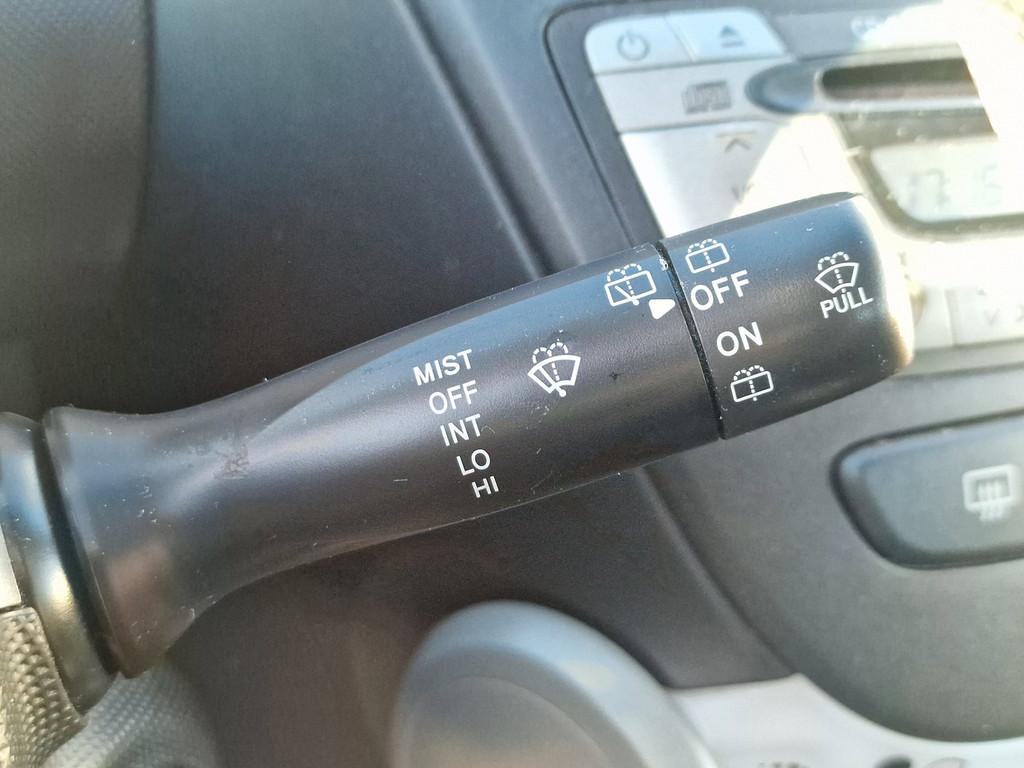 MIST
OFF
INT
LO
HI
OFF
ON
PULL